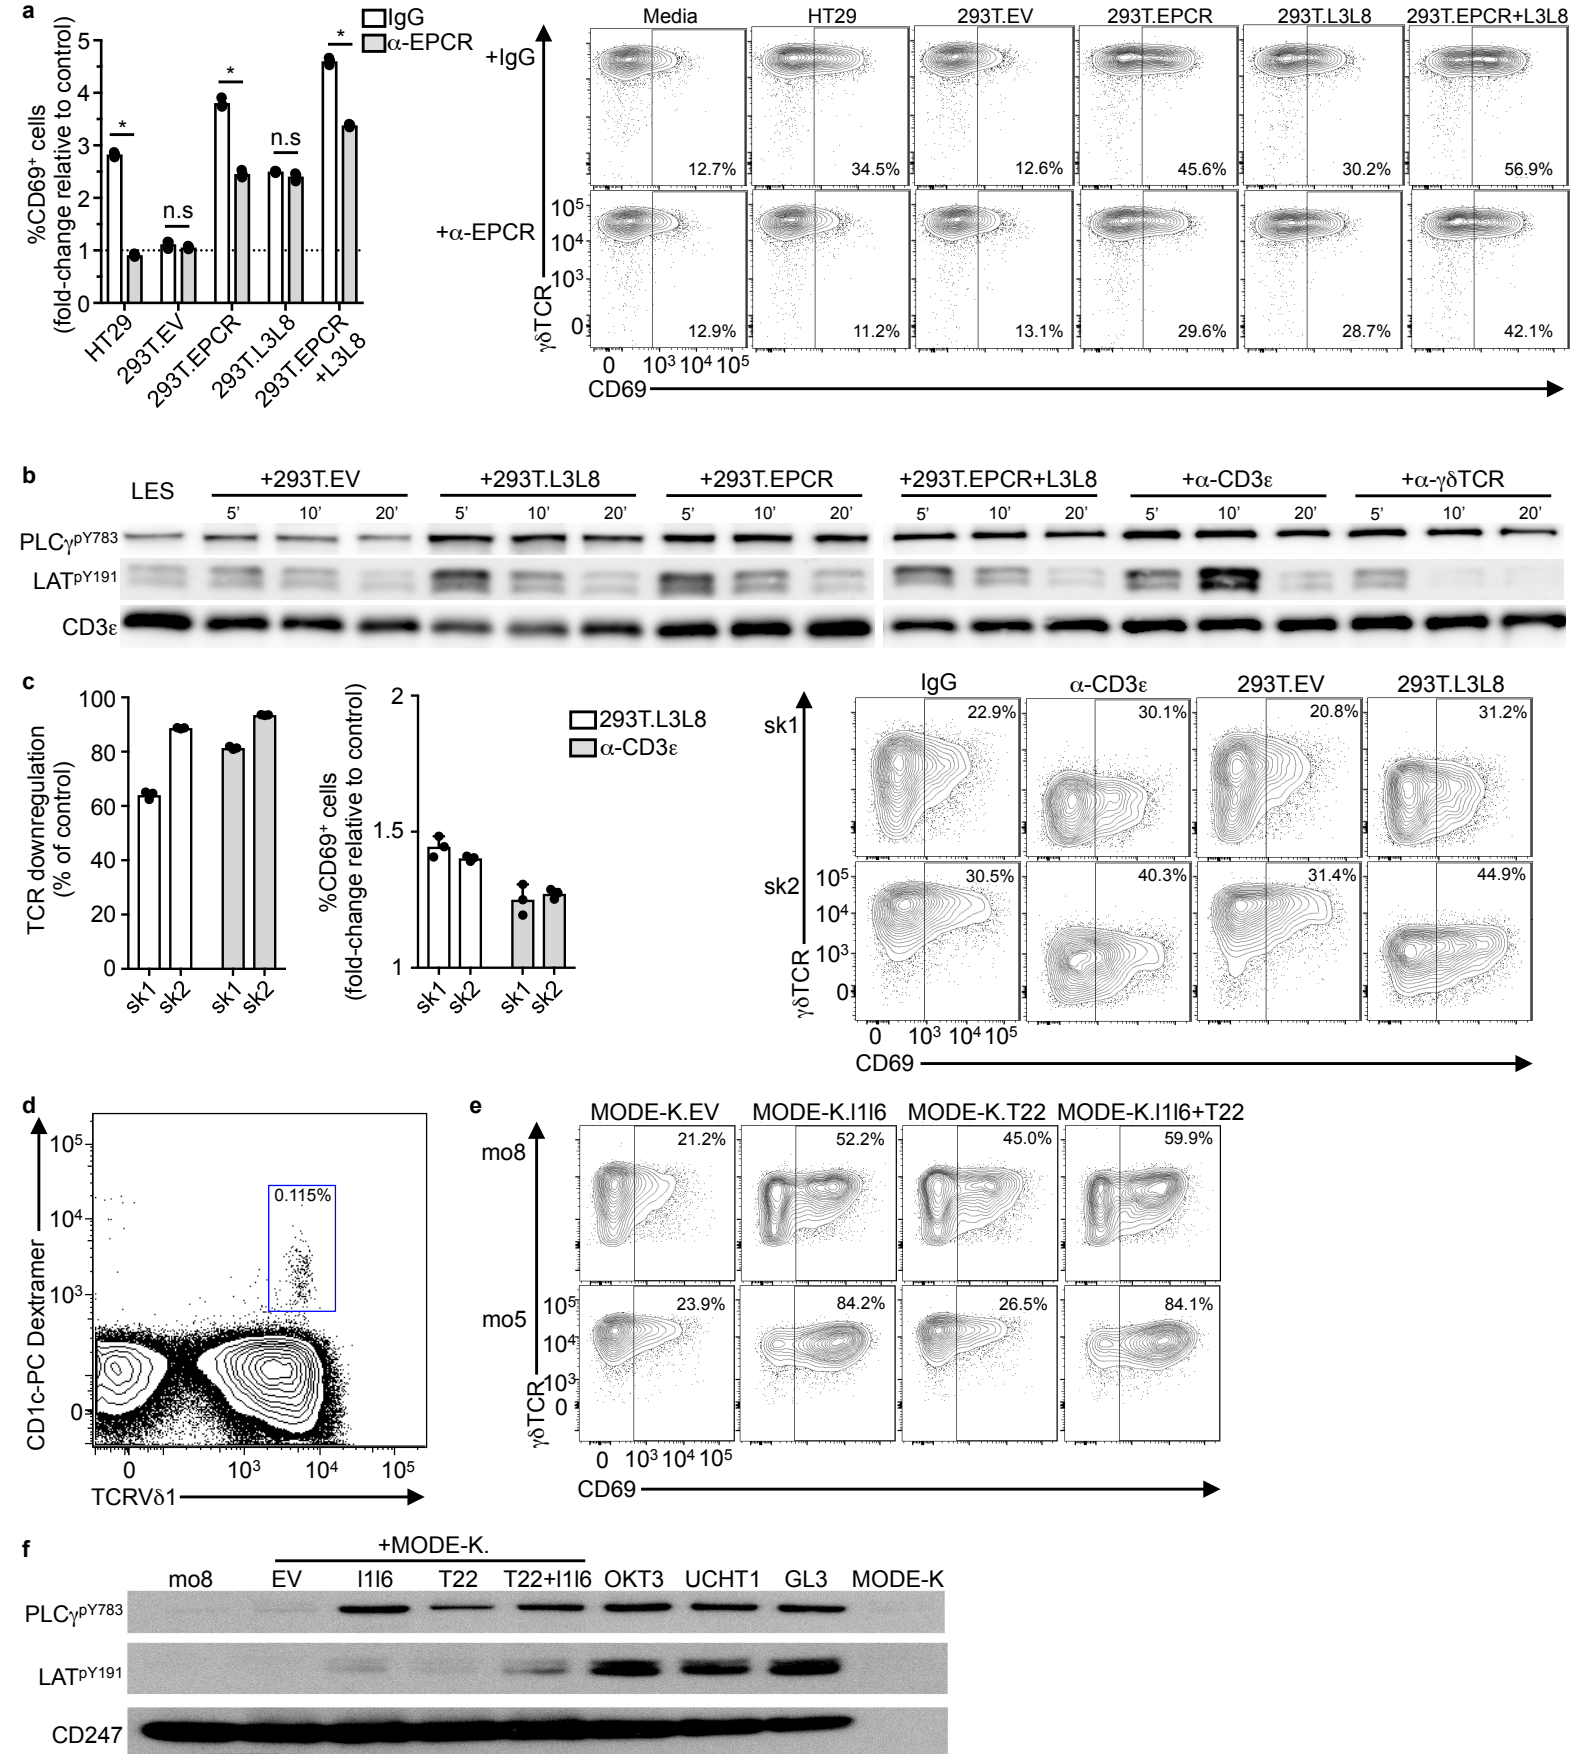 a
IgG
α-EPCR
%CD69⁺ cells
(fold-change relative to control)
5
4
3
2
1
0
*
n.s
*
n.s
*
HT29
293T.EV
293T.EPCR
293T.L3L8
293T.EPCR
+L3L8
Media HT29 293T.EV 293T.EPCR 293T.L3L8 293T.EPCR+L3L8
+IgG
12.7% 34.5% 12.6% 45.6% 30.2% 56.9%
+α-EPCR
10⁵
10⁴
10³
0
γδTCR
12.9% 11.2% 13.1% 29.6% 28.7% 42.1%
0 10³ 10⁴ 10⁵
CD69
b
LES +293T.EV +293T.L3L8 +293T.EPCR +293T.EPCR+L3L8 +α-CD3ε +α-γδTCR
5’ 10’ 20’ 5’ 10’ 20’ 5’ 10’ 20’ 5’ 10’ 20’ 5’ 10’ 20’ 5’ 10’ 20’
PLCγᵖʸ⁷⁸³
LATᵖʸ¹⁹¹
CD3ε
c
TCR downregulation
(% of control)
100
80
60
40
20
0
sk1 sk2 sk1 sk2
%CD69⁺ cells
(fold-change relative to control)
2
1.5
1
sk1 sk2 sk1 sk2
293T.L3L8
α-CD3ε
IgG α-CD3ε 293T.EV 293T.L3L8
sk1
22.9% 30.1% 20.8% 31.2%
sk2
30.5% 40.3% 31.4% 44.9%
10⁵
10⁴
10³
0
γδTCR
0 10³ 10⁴ 10⁵
CD69
d
CD1c-PC Dextramer
10⁵
10⁴
10³
0
0.115%
0 10³ 10⁴ 10⁵
TCRVδ1
e
MODE-K.EV MODE-K.I1I6 MODE-K.T22 MODE-K.I1I6+T22
mo8
21.2% 52.2% 45.0% 59.9%
mo5
23.9% 84.2% 26.5% 84.1%
10⁵
10⁴
10³
0
γδTCR
0 10³ 10⁴ 10⁵
CD69
f
+MODE-K.
mo8 EV I1I6 T22 T22+I1I6 OKT3 UCHT1 GL3 MODE-K
PLCγᵖʸ⁷⁸³
LATᵖʸ¹⁹¹
CD247